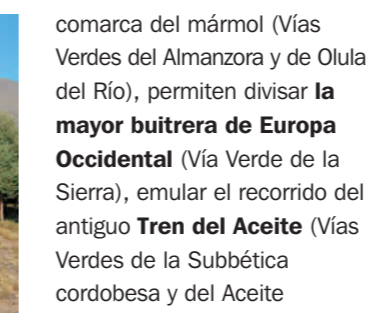 comarca del mármol (Vías
Verdes del Almanzora y de Olula
del Río), permiten divisar la
mayor buitrera de Europa
Occidental (Vía Verde de la
Sierra), emular el recorrido del
antiguo Tren del Aceite (Vías
Verdes de la Subbética
cordobesa y del Aceite